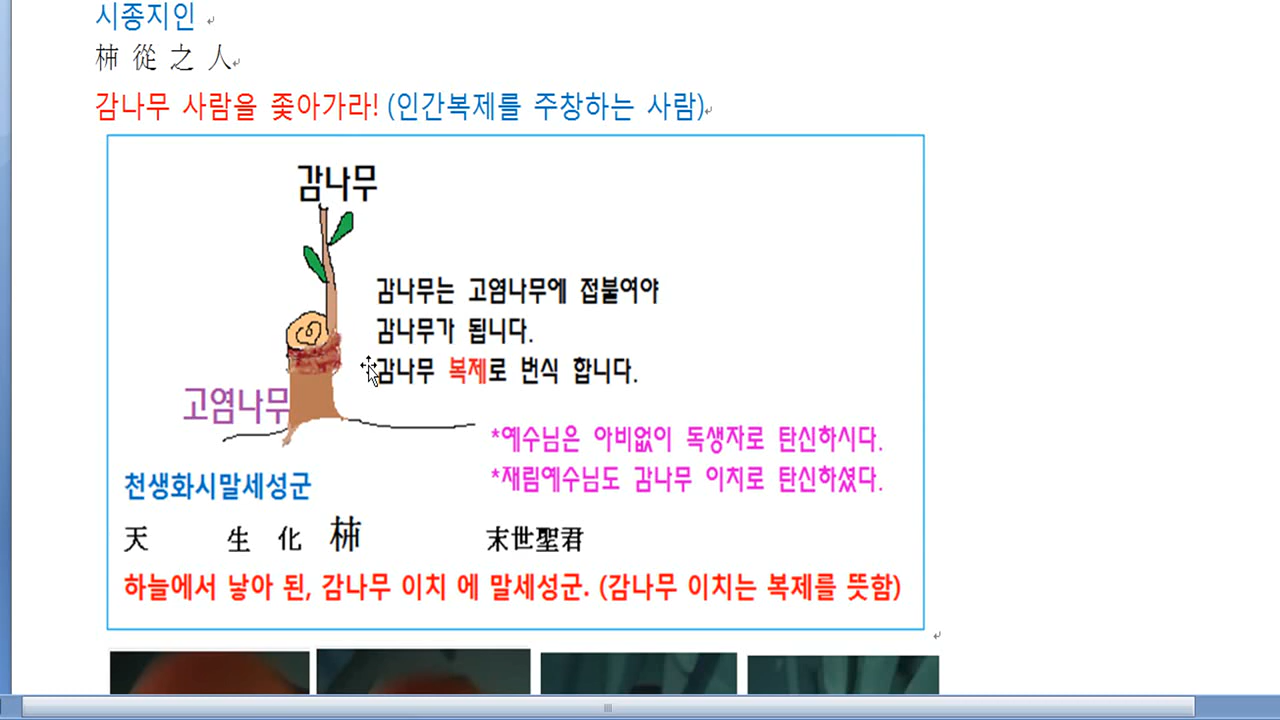 시종지인
枾 從 之 人
감나무 사람을 좇아가라! (인간복제를 주창하는 사람)
감나무
감나무는 고염나무에 접붙여야
감나무가 됩니다.
감나무 복제로 번식 합니다.
고염나무
*예수님은 아비없이 독생자로 탄신하시다.
*재림예수님도 감나무 이치로 탄신하셨다.
천생화시말세성군
天 生 化 枾 末世聖君
하늘에서 낳아 된, 감나무 이치 에 말세성군. (감나무 이치는 복제를 뜻함)